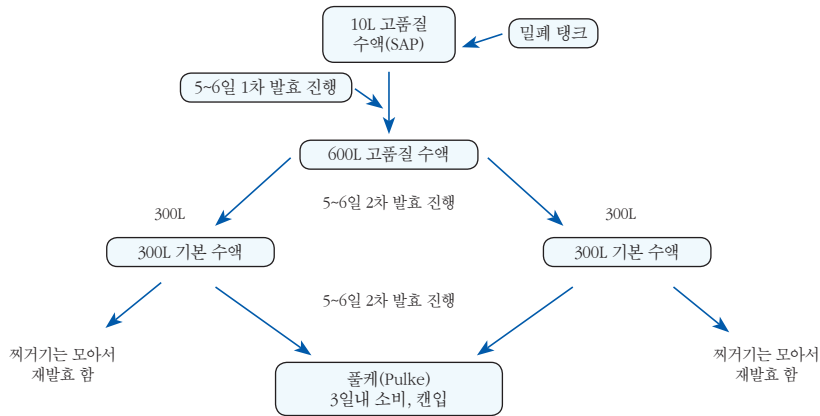 10L 고품질
수액(SAP)
밀폐 탱크
5~6일 1차 발효 진행
600L 고품질 수액
5~6일 2차 발효 진행
300L
300L
300L 기본 수액
300L 기본 수액
5~6일 2차 발효 진행
찌거기는 모아서
재발효 함
찌거기는 모아서
재발효 함
풀케(Pulke)
3일내 소비, 캔입